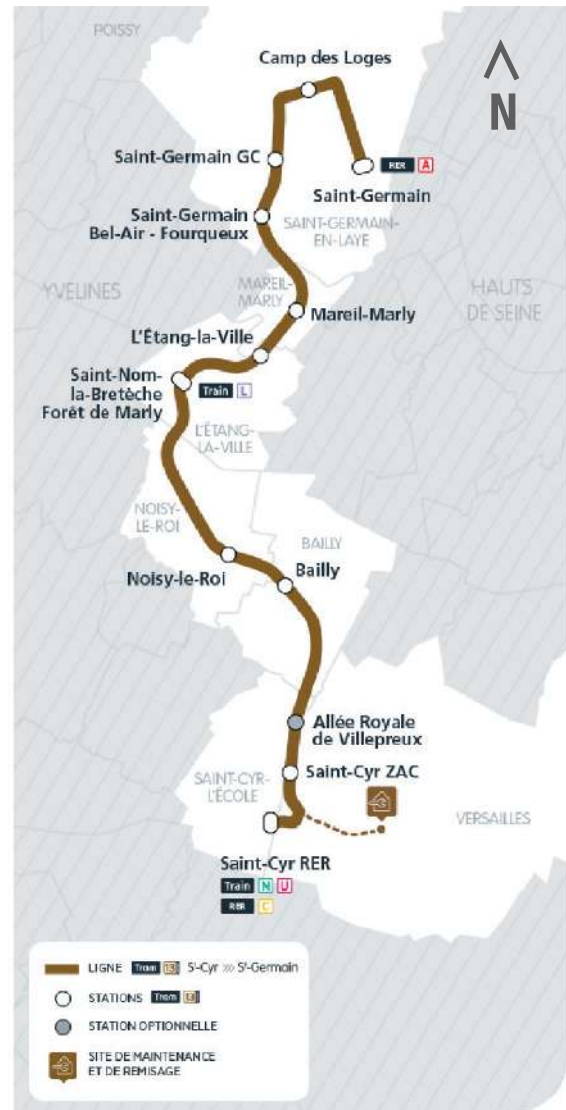 POISSY
Camp des Loges
N
Saint-Germain GC
RER A
Saint-Germain
Saint-Germain
Bel-Air - Fourqueux
SAINT-GERMAIN-
EN-LAYE
YVELINES
MAREIL-
MARLY
HAUTS
DE SEINE
Mareil-Marly
L'Étang-la-Ville
Saint-Nom-
la-Bretèche
Forêt de Marly
Train L
L'ÉTANG-
LA-VILLE
NOISY-
LE-ROI
BAILLY
Noisy-le-Roi
Bailly
Allée Royale
de Villepreux
Saint-Cyr ZAC
SAINT-CYR-
L'ÉCOLE
VERSAILLES
Saint-Cyr RER
Train N U
RER C
LIGNE Tram 13 St-Cyr >>> St-Germain
STATIONS Tram 13
STATION OPTIONNELLE
SITE DE MAINTENANCE
ET DE REMISAGE